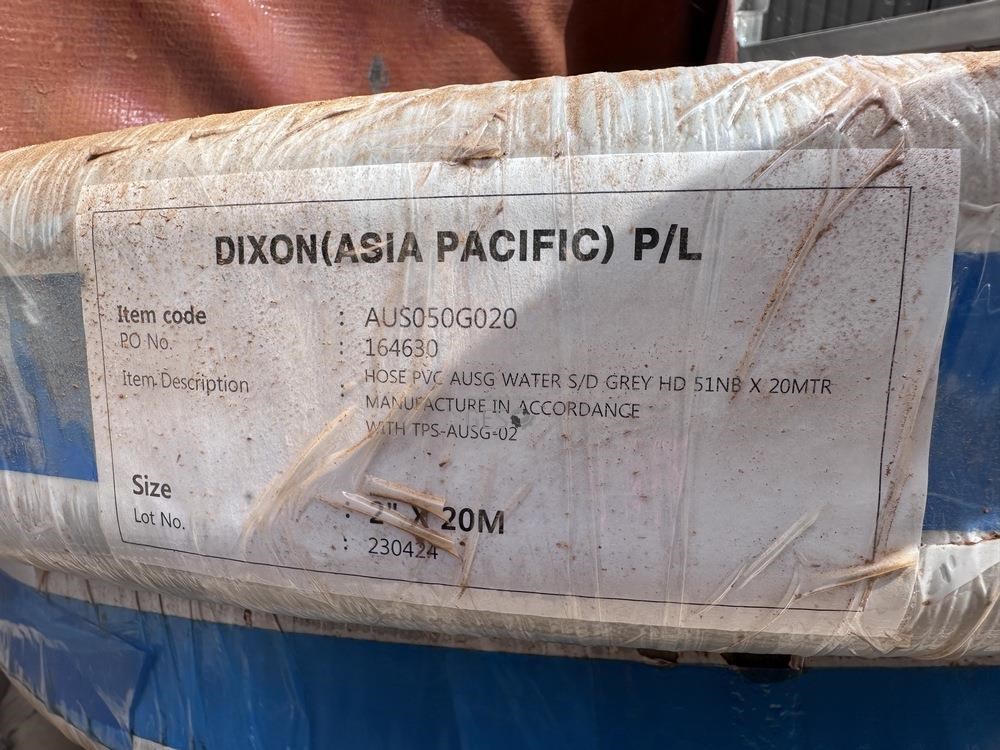 DIXON(ASIA PACIFIC) P/L
Item code : AUS050G020
PO No. : 164630
Item Description : HOSE PVC AUSG WATER S/D GREY HD 51NB X 20MTR
MANUFACTURE IN ACCORDANCE
WITH TPS-AUSG-02
Size : 2" X 20M
Lot No. : 230424